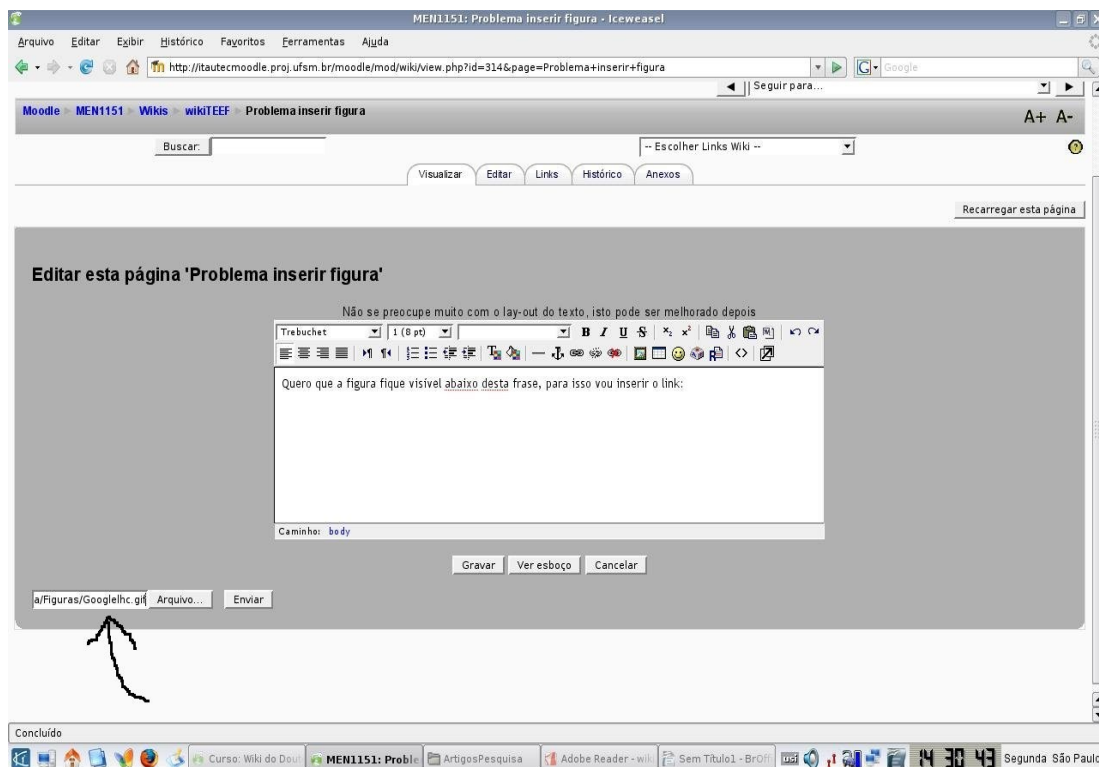 MEN1151: Problema inserir figura - Iceweasel
Arquivo Editar Exibir Histórico Favoritos Ferramentas Ajuda
http://itautecmoodle.proj.ufsm.br/moodle/mod/wiki/view.php?id=314&page=Problema+inserir+figura G Google
Seguir para...
Moodle MEN1151 Wikis wikiTEEF Problema inserir figura A+ A-
Buscar: -- Escolher Links Wiki --
Visualizar Editar Links Histórico Anexos
Recarregar esta página
Editar esta página 'Problema inserir figura'
Não se preocupe muito com o lay-out do texto, isto pode ser melhorado depois
Trebuchet 1 (8 pt) B I U S x₂ x²
Quero que a figura fique visível abaixo desta frase, para isso vou inserir o link:
Caminho: body
Gravar Ver esboço Cancelar
a/Figuras/Googlelhc.gif Arquivo... Enviar
Concluído
Curso: Wiki do Dout MEN1151: Proble ArtigosPesquisa Adobe Reader - wik Sem Título1 - BrOffi 14 30 43 Segunda São Paulo